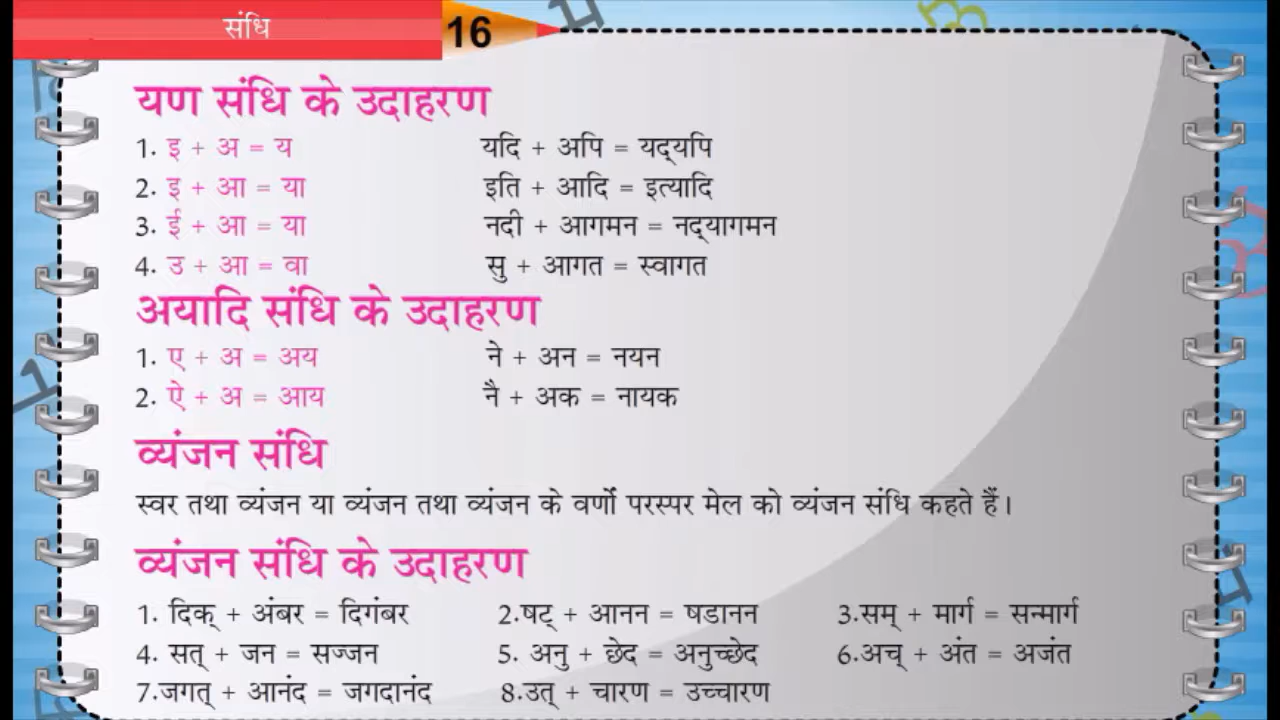 संधि
16
यण संधि के उदाहरण
1. इ + अ = य यदि + अपि = यद्‌यपि
2. इ + आ = या इति + आदि = इत्यादि
3. ई + आ = या नदी + आगमन = नद्‌यागमन
4. उ + आ = वा सु + आगत = स्वागत
अयादि संधि के उदाहरण
1. ए + अ = अय ने + अन = नयन
2. ऐ + अ = आय नै + अक = नायक
व्यंजन संधि
स्वर तथा व्यंजन या व्यंजन तथा व्यंजन के वर्णों परस्पर मेल को व्यंजन संधि कहते हैं।
व्यंजन संधि के उदाहरण
1. दिक् + अंबर = दिगंबर 2.षट् + आनन = षडानन 3.सम् + मार्ग = सन्मार्ग
4. सत् + जन = सज्जन 5. अनु + छेद = अनुच्छेद 6.अच् + अंत = अजंत
7.जगत् + आनंद = जगदानंद 8.उत् + चारण = उच्चारण